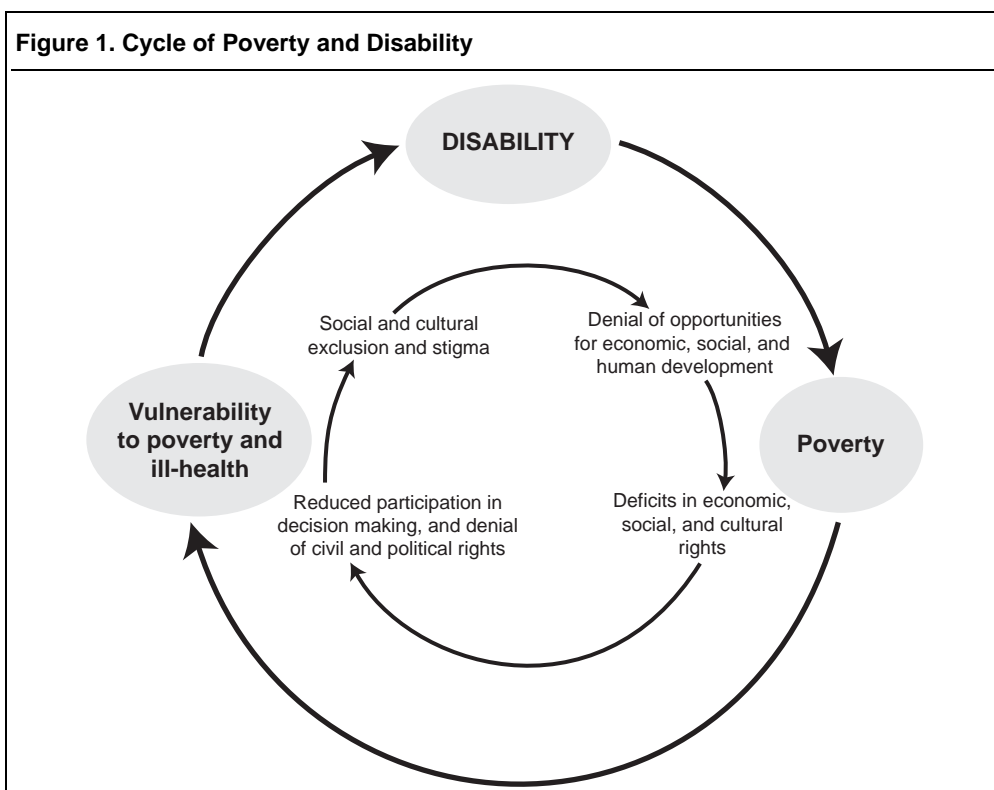 Figure 1. Cycle of Poverty and Disability
DISABILITY
Social and cultural
exclusion and stigma
Denial of opportunities
for economic, social, and
human development
Vulnerability
to poverty and
ill-health
Poverty
Reduced participation in
decision making, and denial
of civil and political rights
Deficits in economic,
social, and cultural
rights